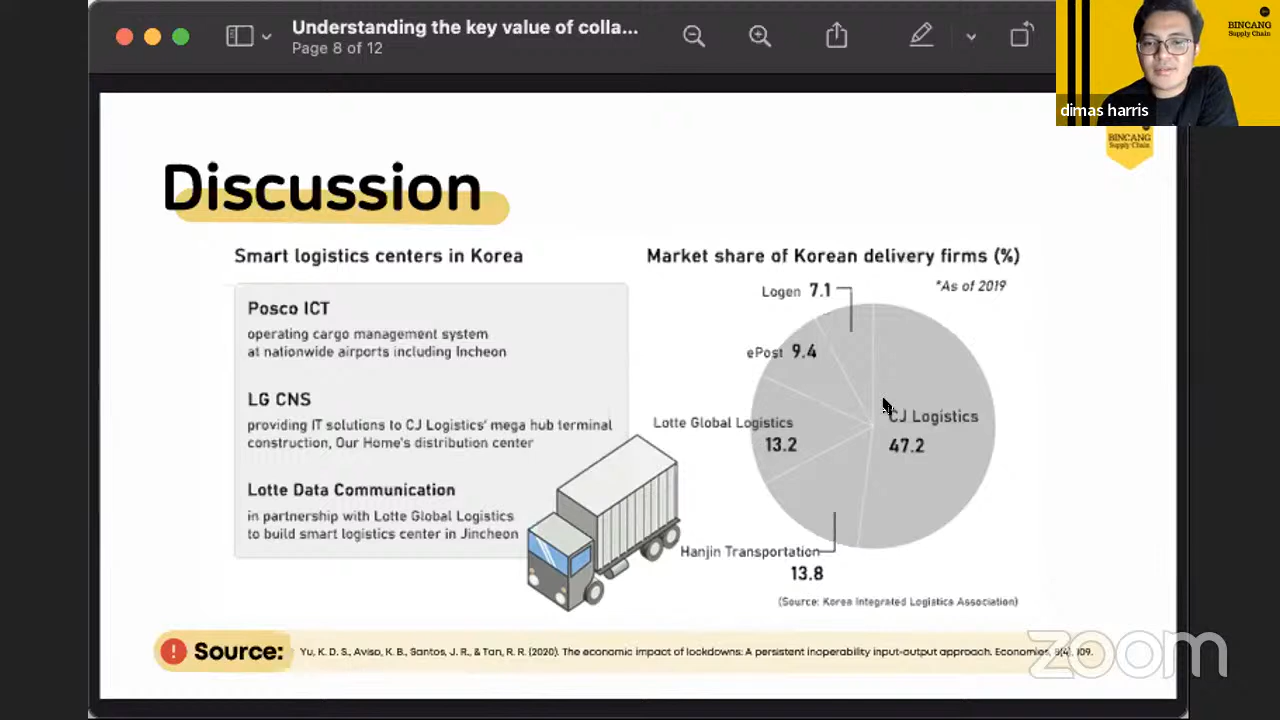 Understanding the key value of colla...
Page 8 of 12
BINCANG
Supply Chain
dimas harris
BINCANG
Supply Chain
Discussion
Smart logistics centers in Korea
Posco ICT
operating cargo management system
at nationwide airports including Incheon
LG CNS
providing IT solutions to CJ Logistics' mega hub terminal
construction, Our Home's distribution center
Lotte Data Communication
in partnership with Lotte Global Logistics
to build smart logistics center in Jincheon
Market share of Korean delivery firms (%)
*As of 2019
Logen 7.1
ePost 9.4
Lotte Global Logistics
13.2
CJ Logistics
47.2
Hanjin Transportation
13.8
(Source: Korea Integrated Logistics Association)
! Source:
Yu, K. D. S., Aviso, K. B., Santos, J. R., & Tan, R. R. (2020). The economic impact of lockdowns: A persistent inoperability input-output approach. Economies, 8(4), 109.
zoom